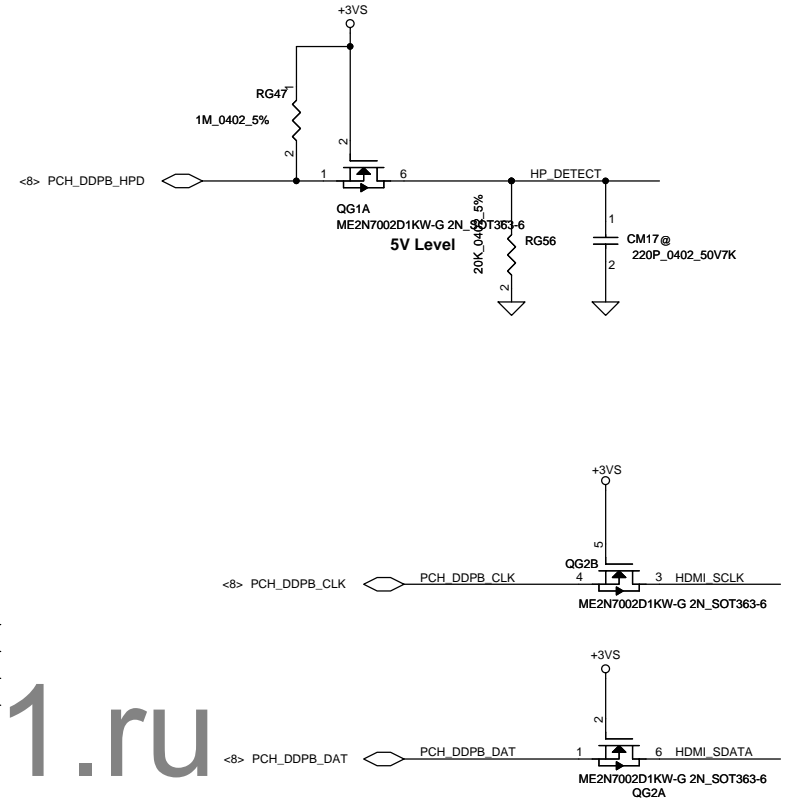 +3VS
RG47
1
1M_0402_5%
2
2
<8> PCH_DDPB_HPD
1
6
HP_DETECT
QG1A
ME2N7002D1KW-G 2N_SOT363-6
5V Level
20K_0402_5%
1
RG56
2
1
CM17@
220P_0402_50V7K
2
+3VS
5
QG2B
<8> PCH_DDPB_CLK
PCH_DDPB_CLK
4
3
HDMI_SCLK
ME2N7002D1KW-G 2N_SOT363-6
+3VS
2
1.ru
<8> PCH_DDPB_DAT
PCH_DDPB_DAT
1
6
HDMI_SDATA
ME2N7002D1KW-G 2N_SOT363-6
QG2A